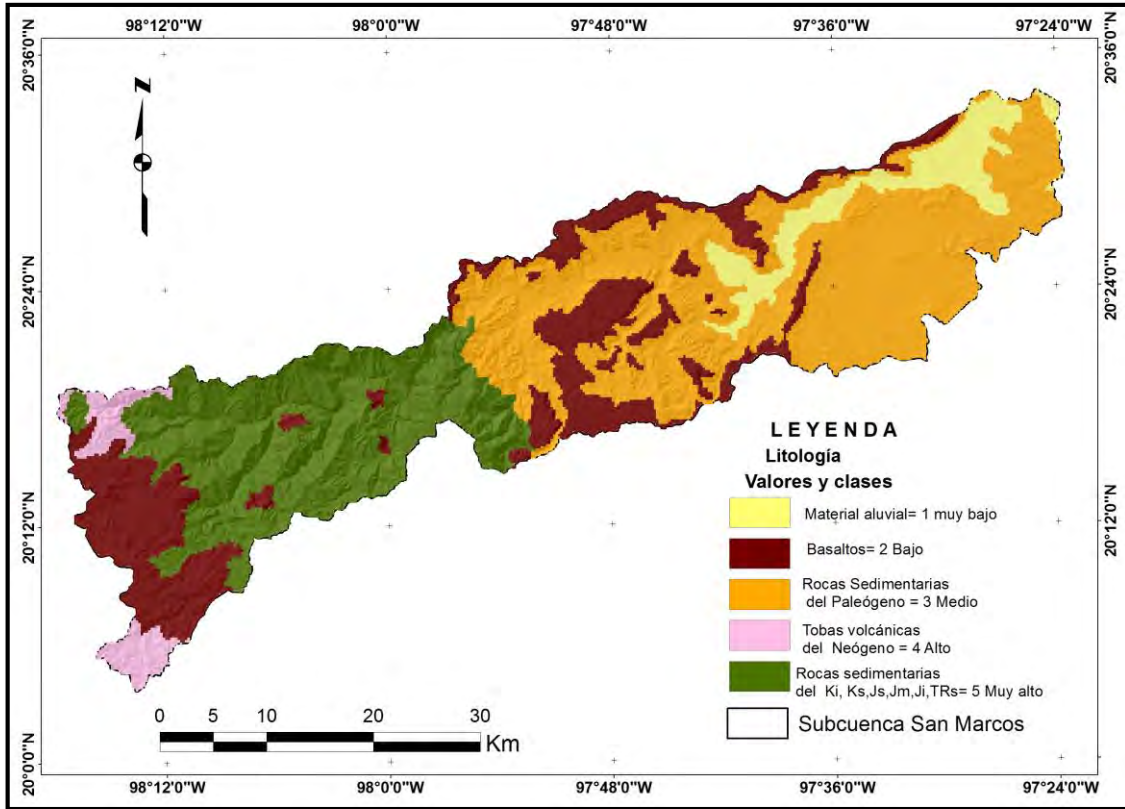 98°12'0"W 98°0'0"W 97°48'0"W 97°36'0"W 97°24'0"W
20°36'0"N
20°36'0"N
N
20°24'0"N
20°24'0"N
20°12'0"N
20°12'0"N
20°0'0"N
20°0'0"N
LEYENDA
Litología
Valores y clases
Material aluvial= 1 muy bajo
Basaltos= 2 Bajo
Rocas Sedimentarias
del Paleógeno = 3 Medio
Tobas volcánicas
del Neógeno = 4 Alto
Rocas sedimentarias
del Ki, Ks,Js,Jm,Ji,TRs= 5 Muy alto
Subcuenca San Marcos
0 5 10 20 30
Km
98°12'0"W 98°0'0"W 97°48'0"W 97°36'0"W 97°24'0"W